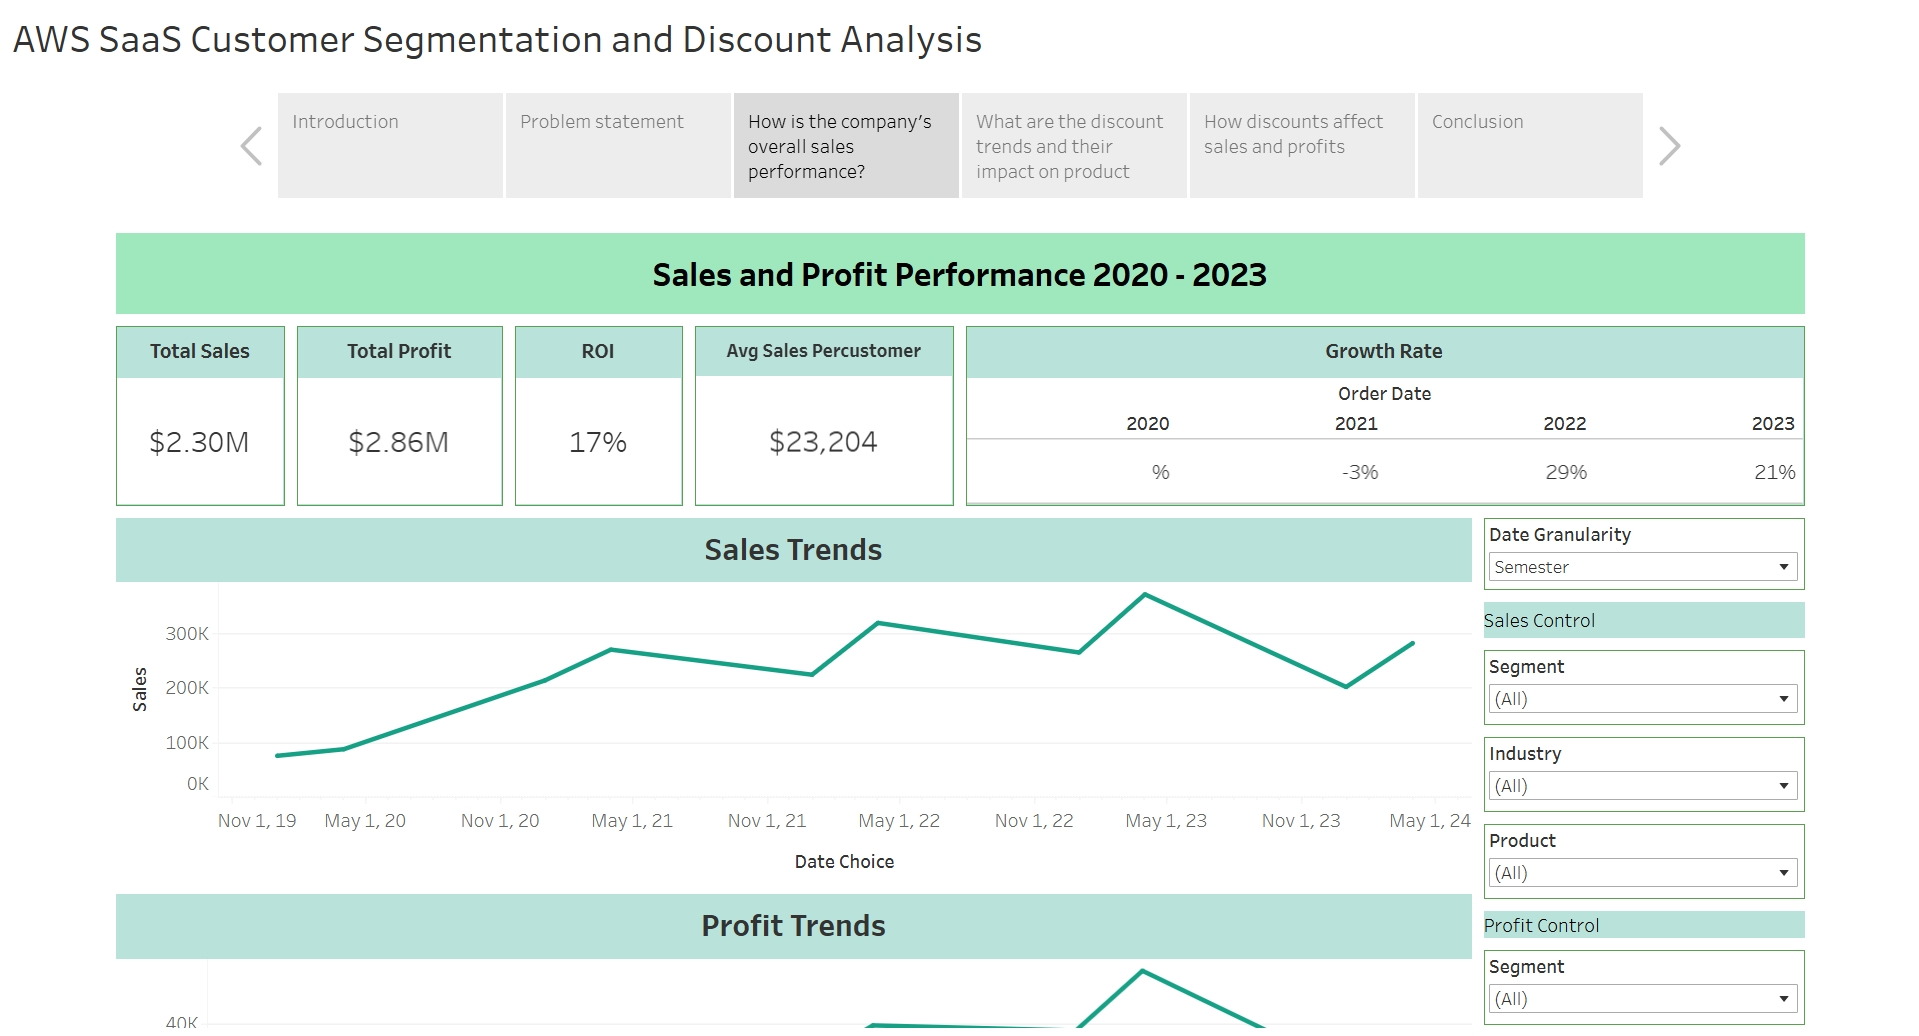 AWS SaaS Customer Segmentation and Discount Analysis
Introduction
Problem statement
How is the company's
overall sales
performance?
What are the discount
trends and their
impact on product
How discounts affect
sales and profits
Conclusion
Sales and Profit Performance 2020 - 2023
Total Sales
$2.30M
Total Profit
$2.86M
ROI
17%
Avg Sales Percustomer
$23,204
Growth Rate
Order Date
2020 2021 2022 2023
% -3% 29% 21%
Sales Trends
Sales
300K
200K
100K
0K
Nov 1, 19 May 1, 20 Nov 1, 20 May 1, 21 Nov 1, 21 May 1, 22 Nov 1, 22 May 1, 23 Nov 1, 23 May 1, 24
Date Choice
Date Granularity
Semester
Sales Control
Segment
(All)
Industry
(All)
Product
(All)
Profit Control
Segment
(All)
Profit Trends
40K